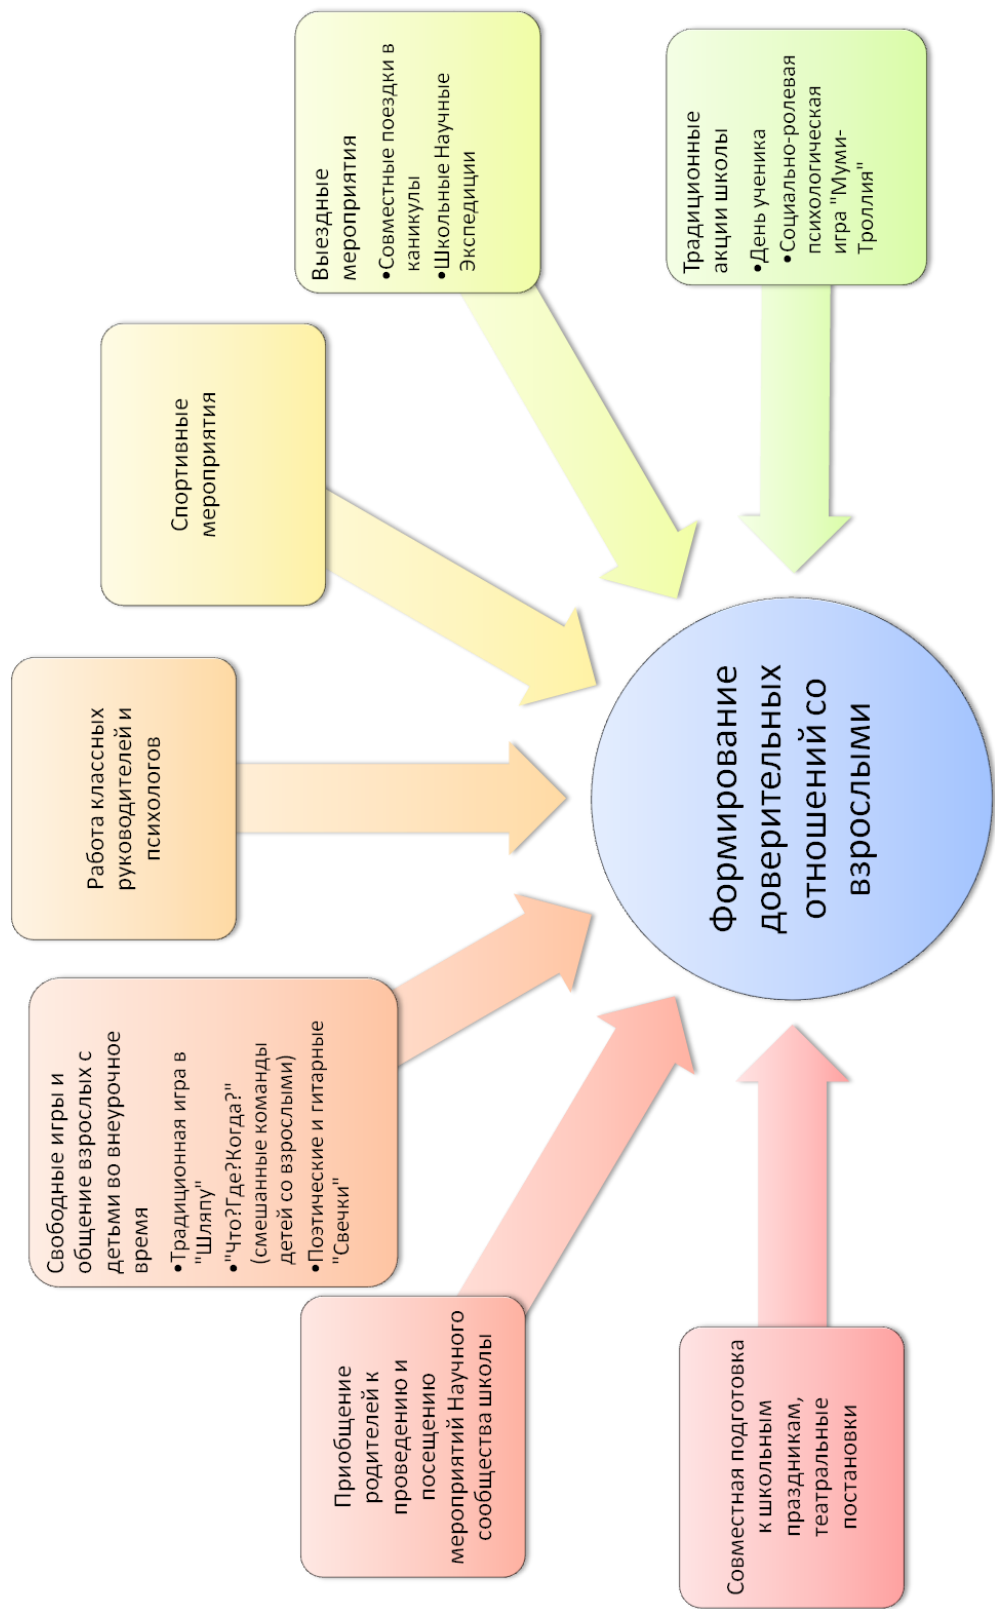 Совместная подготовка
к школьным
праздникам,
театральные
постановки
Приобщение
родителей к
проведению и
посещению
мероприятий Научного
сообщества школы
Свободные игры и
общение взрослых с
детьми во внеурочное
время
•Традиционная игра в
"Шляпу"
•"Что?Где?Когда?"
(смешанные команды
детей со взрослыми)
•Поэтические и гитарные
"Свечки"
Работа классных
руководителей и
психологов
Спортивные
мероприятия
Выездные
мероприятия
•Совместные поездки в
каникулы
•Школьные Научные
Экспедиции
Традиционные
акции школы
•День ученика
•Социально-ролевая
психологическая
игра "Муми-
Троллия"
Формирование
доверительных
отношений со
взрослыми